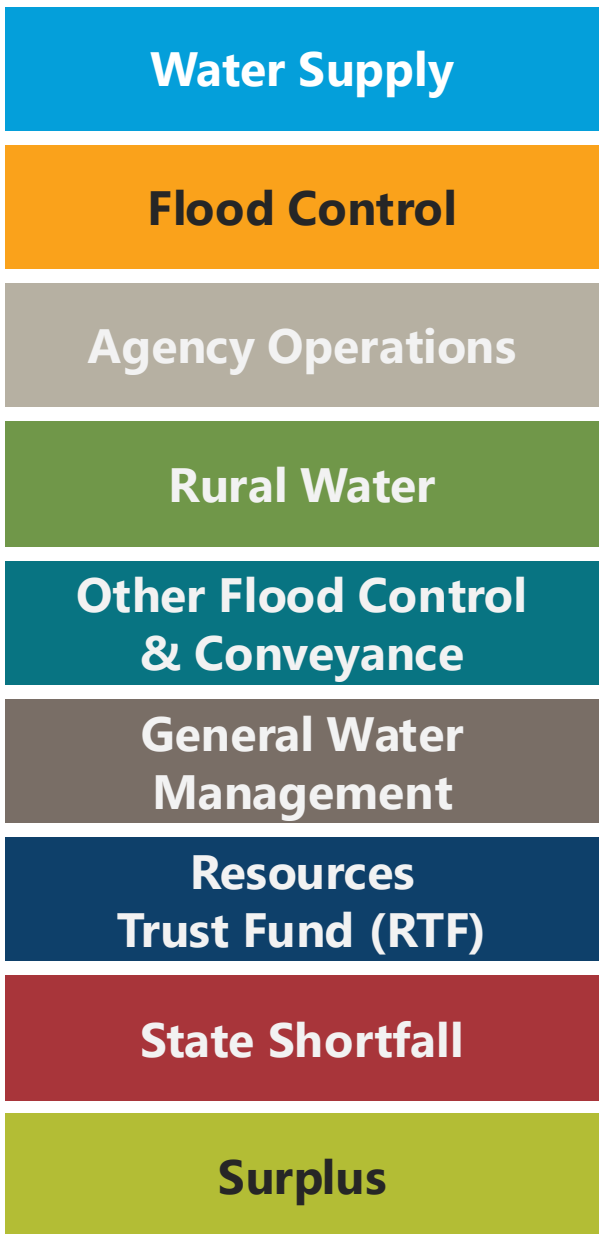 Water Supply
Flood Control
Agency Operations
Rural Water
Other Flood Control
& Conveyance
General Water
Management
Resources
Trust Fund (RTF)
State Shortfall
Surplus